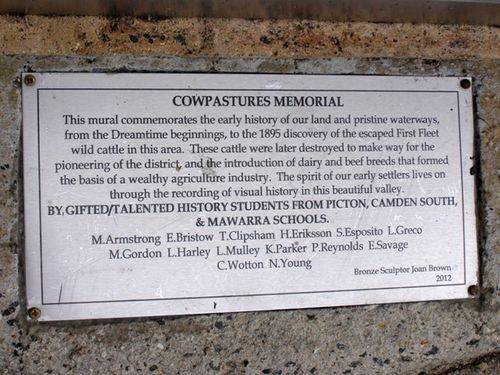 COWPASTURES MEMORIAL
This mural commemorates the early history of our land and pristine waterways,
from the Dreamtime beginnings, to the 1895 discovery of the escaped First Fleet
wild cattle in this area. These cattle were later destroyed to make way for the
pioneering of the district, and the introduction of dairy and beef breeds that formed
the basis of a wealthy agriculture industry. The spirit of our early settlers lives on
through the recording of visual history in this beautiful valley.
BY GIFTED/TALENTED HISTORY STUDENTS FROM PICTON, CAMDEN SOUTH,
& MAWARRA SCHOOLS.
M.Armstrong E.Bristow T.Clipsham H.Eriksson S.Esposito L.Greco
M.Gordon L.Harley L.Mulley K.Parker P.Reynolds E.Savage
C.Wotton N.Young
Bronze Sculptor Joan Brown
2012